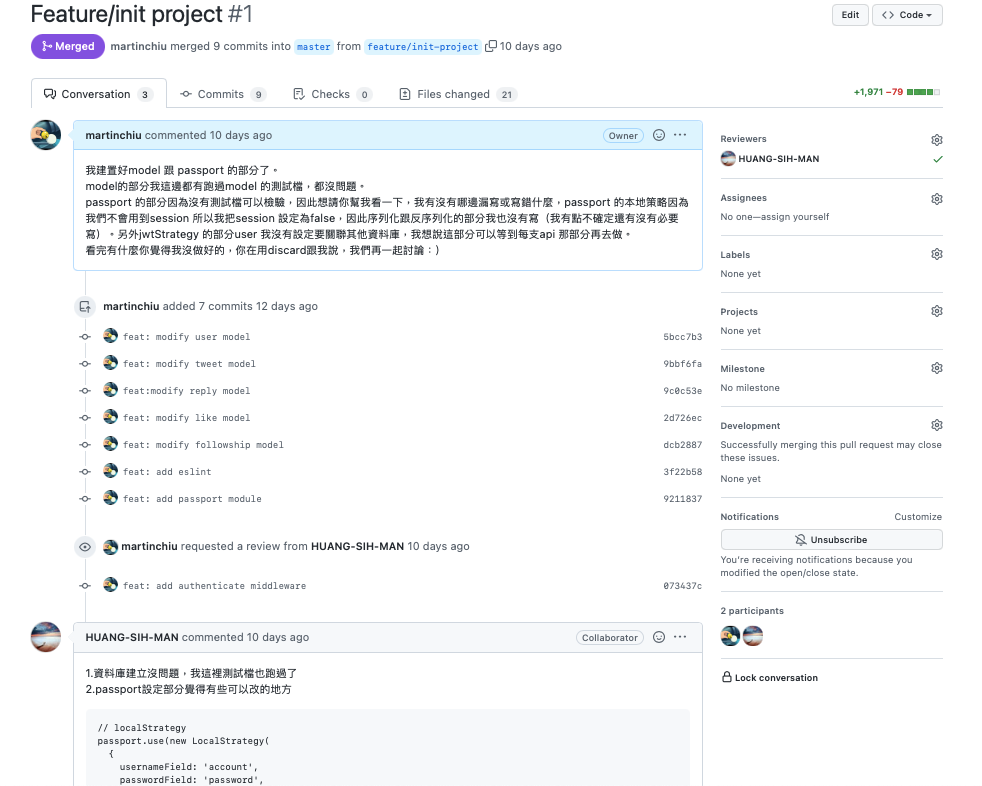 Feature/init project #1
Edit
Code
Merged martinchiu merged 9 commits into master from feature/init-project 10 days ago
Conversation 3
Commits 9
Checks 0
Files changed 21
+1,971 −79
martinchiu commented 10 days ago
Owner
我建置好model 跟 passport 的部分了。
model的部分我這邊都有跑過model 的測試檔，都沒問題。
passport 的部分因為沒有測試檔可以檢驗，因此想請你幫我看一下，我有沒有哪邊漏寫或寫錯什麼，passport 的本地策略因為
我們不會用到session 所以我把session 設定為false，因此序列化跟反序列化的部分我也沒有寫（我有點不確定還有沒有必要
寫）。另外jwtStrategy 的部分user 我沒有設定要關聯其他資料庫，我想說這部分可以等到每支api 那部分再去做。
看完有什麼你覺得我沒做好的，你在用discard跟我說，我們再一起討論：)
martinchiu added 7 commits 12 days ago
feat: modify user model 5bcc7b3
feat: modify tweet model 9bbf6fa
feat:modify reply model 9c0c53e
feat: modify like model 2d726ec
feat: modify followship model dcb2887
feat: add eslint 3f22b58
feat: add passport module 9211837
martinchiu requested a review from HUANG-SIH-MAN 10 days ago
feat: add authenticate middleware 073437c
HUANG-SIH-MAN commented 10 days ago
Collaborator
1.資料庫建立沒問題，我這裡測試檔也跑過了
2.passport設定部分覺得有些可以改的地方
// localStrategy
passport.use(new LocalStrategy(
{
usernameField: 'account',
passwordField: 'password',
Reviewers
HUANG-SIH-MAN
Assignees
No one—assign yourself
Labels
None yet
Projects
None yet
Milestone
No milestone
Development
Successfully merging this pull request may close
these issues.
None yet
Notifications
Customize
Unsubscribe
You're receiving notifications because you
modified the open/close state.
2 participants
Lock conversation